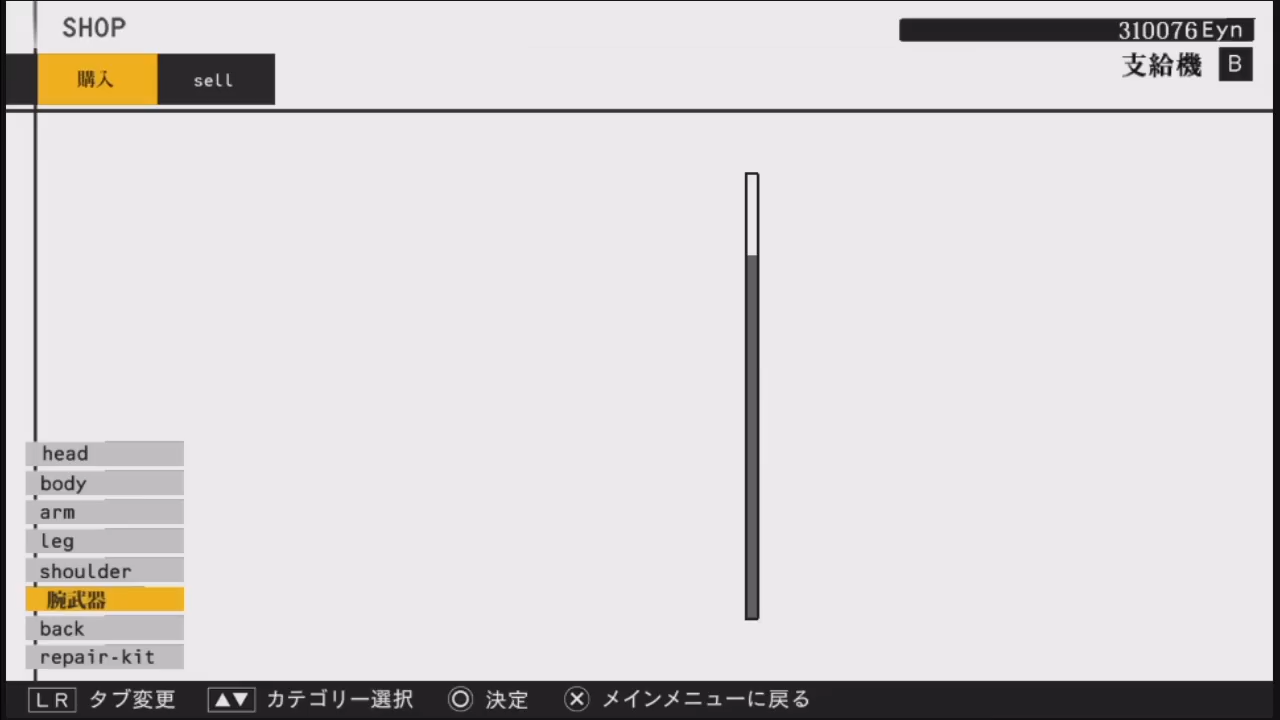 SHOP
310076Eyn
購入 sell
支給機 B
head
body
arm
leg
shoulder
腕武器
back
repair-kit
LR タブ変更 ▲▼ カテゴリー選択 ○ 決定 × メインメニューに戻る